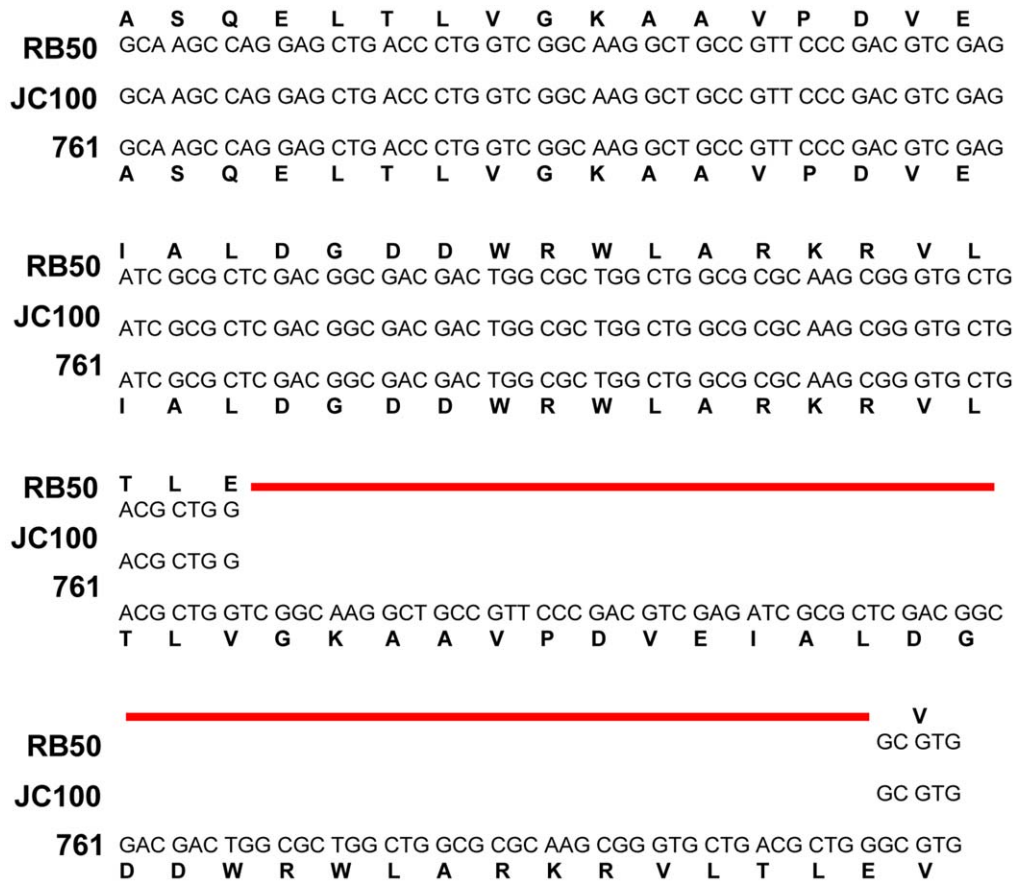 A S Q E L T L V G K A A V P D V E
RB50 GCA AGC CAG GAG CTG ACC CTG GTC GGC AAG GCT GCC GTT CCC GAC GTC GAG
JC100 GCA AGC CAG GAG CTG ACC CTG GTC GGC AAG GCT GCC GTT CCC GAC GTC GAG
761 GCA AGC CAG GAG CTG ACC CTG GTC GGC AAG GCT GCC GTT CCC GAC GTC GAG
A S Q E L T L V G K A A V P D V E
I A L D G D D W R W L A R K R V L
RB50 ATC GCG CTC GAC GGC GAC GAC TGG CGC TGG CTG GCG CGC AAG CGG GTG CTG
JC100 ATC GCG CTC GAC GGC GAC GAC TGG CGC TGG CTG GCG CGC AAG CGG GTG CTG
761 ATC GCG CTC GAC GGC GAC GAC TGG CGC TGG CTG GCG CGC AAG CGG GTG CTG
I A L D G D D W R W L A R K R V L
T L E
RB50 ACG CTG G
JC100 ACG CTG G
761 ACG CTG GTC GGC AAG GCT GCC GTT CCC GAC GTC GAG ATC GCG CTC GAC GGC
T L V G K A A V P D V E I A L D G
V
RB50 GC GTG
JC100 GC GTG
761 GAC GAC TGG CGC TGG CTG GCG CGC AAG CGG GTG CTG ACG CTG GGC GTG
D D W R W L A R K R V L T L E V